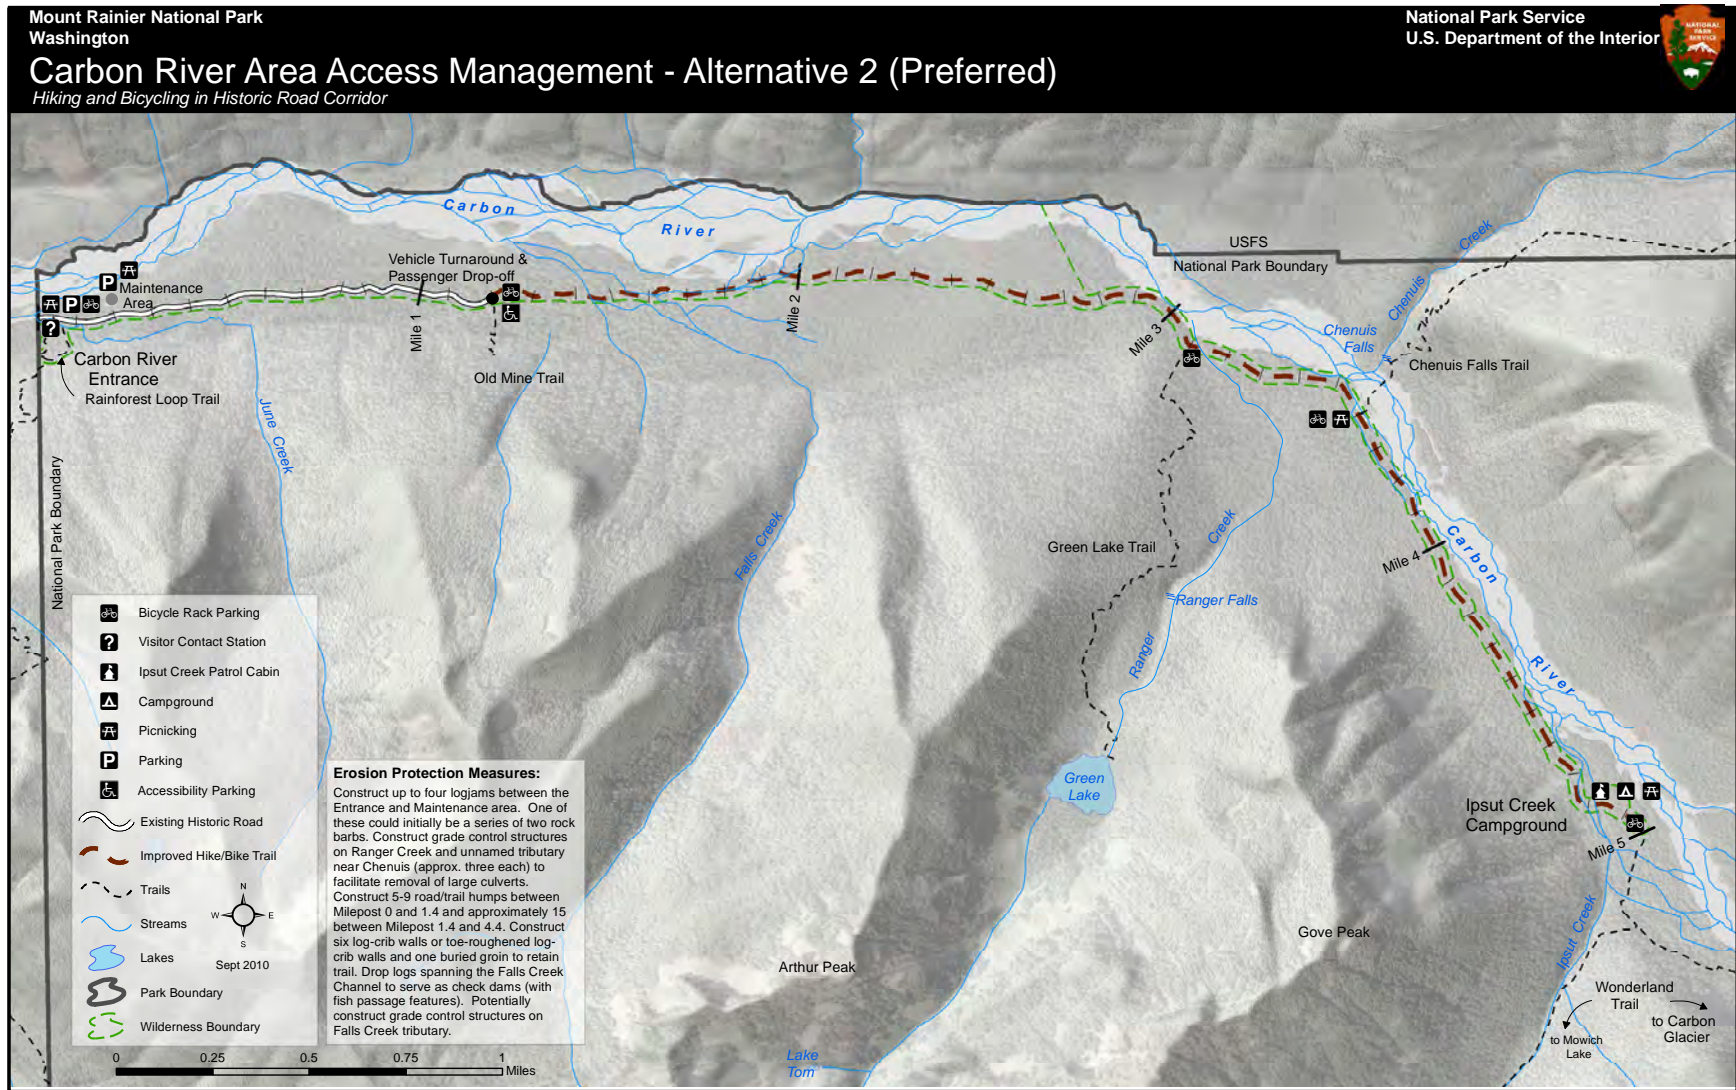 Mount Rainier National Park
Washington
Carbon River Area Access Management - Alternative 2 (Preferred)
Hiking and Bicycling in Historic Road Corridor
National Park Service
U.S. Department of the Interior
NATIONAL
PARK
SERVICE
Carbon
River
USFS
National Park Boundary
Creek
Chenuis
Chenuis
Falls
Chenuis Falls Trail
Vehicle Turnaround &
Passenger Drop-off
P
Maintenance
Area
P
?
Mile 1
Mile 2
Mile 3
Carbon River
Entrance
Rainforest Loop Trail
Old Mine Trail
June Creek
National Park Boundary
Falls Creek
Green Lake Trail
Creek
Ranger Falls
Ranger
Mile 4
Carbon
River
Green
Lake
Ipsut Creek
Campground
Mile 5
Ipsut Creek
Gove Peak
Arthur Peak
Wonderland
Trail
to Carbon
Glacier
to Mowich
Lake
Lake
Tom
Bicycle Rack Parking
? Visitor Contact Station
Ipsut Creek Patrol Cabin
Campground
Picnicking
P Parking
Accessibility Parking
Existing Historic Road
Improved Hike/Bike Trail
Trails
Streams
Lakes
Park Boundary
Wilderness Boundary
N
W E
S
Sept 2010
Erosion Protection Measures:
Construct up to four logjams between the
Entrance and Maintenance area. One of
these could initially be a series of two rock
barbs. Construct grade control structures
on Ranger Creek and unnamed tributary
near Chenuis (approx. three each) to
facilitate removal of large culverts.
Construct 5-9 road/trail humps between
Milepost 0 and 1.4 and approximately 15
between Milepost 1.4 and 4.4. Construct
six log-crib walls or toe-roughened log-
crib walls and one buried groin to retain
trail. Drop logs spanning the Falls Creek
Channel to serve as check dams (with
fish passage features). Potentially
construct grade control structures on
Falls Creek tributary.
0 0.25 0.5 0.75 1
Miles